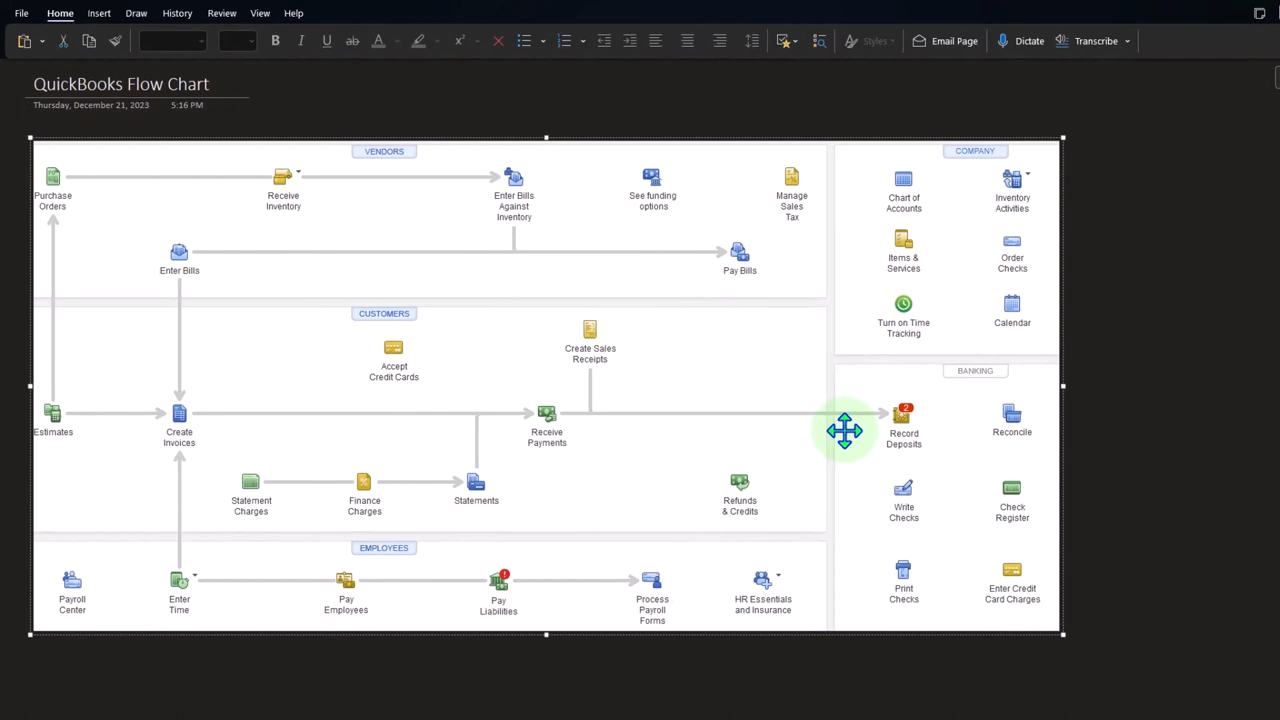 File Home Insert Draw History Review View Help
B I U ab A x Styles Email Page Dictate Transcribe
QuickBooks Flow Chart
Thursday, December 21, 2023 5:16 PM
VENDORS
Purchase
Orders
Receive
Inventory
Enter Bills
Against
Inventory
See funding
options
Manage
Sales
Tax
Enter Bills
Pay Bills
CUSTOMERS
Accept
Credit Cards
Create Sales
Receipts
Estimates
Create
Invoices
Receive
Payments
Statement
Charges
Finance
Charges
Statements
Refunds
& Credits
EMPLOYEES
Payroll
Center
Enter
Time
Pay
Employees
!
Pay
Liabilities
Process
Payroll
Forms
HR Essentials
and Insurance
COMPANY
Chart of
Accounts
Inventory
Activities
Items &
Services
Order
Checks
Turn on Time
Tracking
Calendar
BANKING
2
Record
Deposits
Reconcile
Write
Checks
Check
Register
Print
Checks
Enter Credit
Card Charges